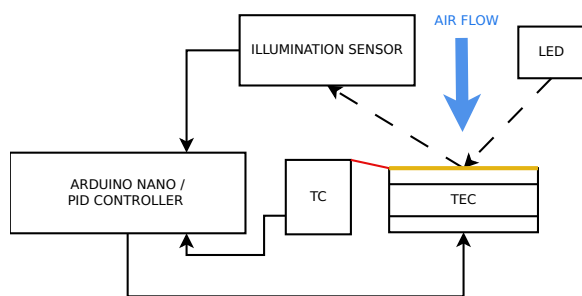 AIR FLOW
ILLUMINATION SENSOR
LED
ARDUINO NANO /
PID CONTROLLER
TC
TEC